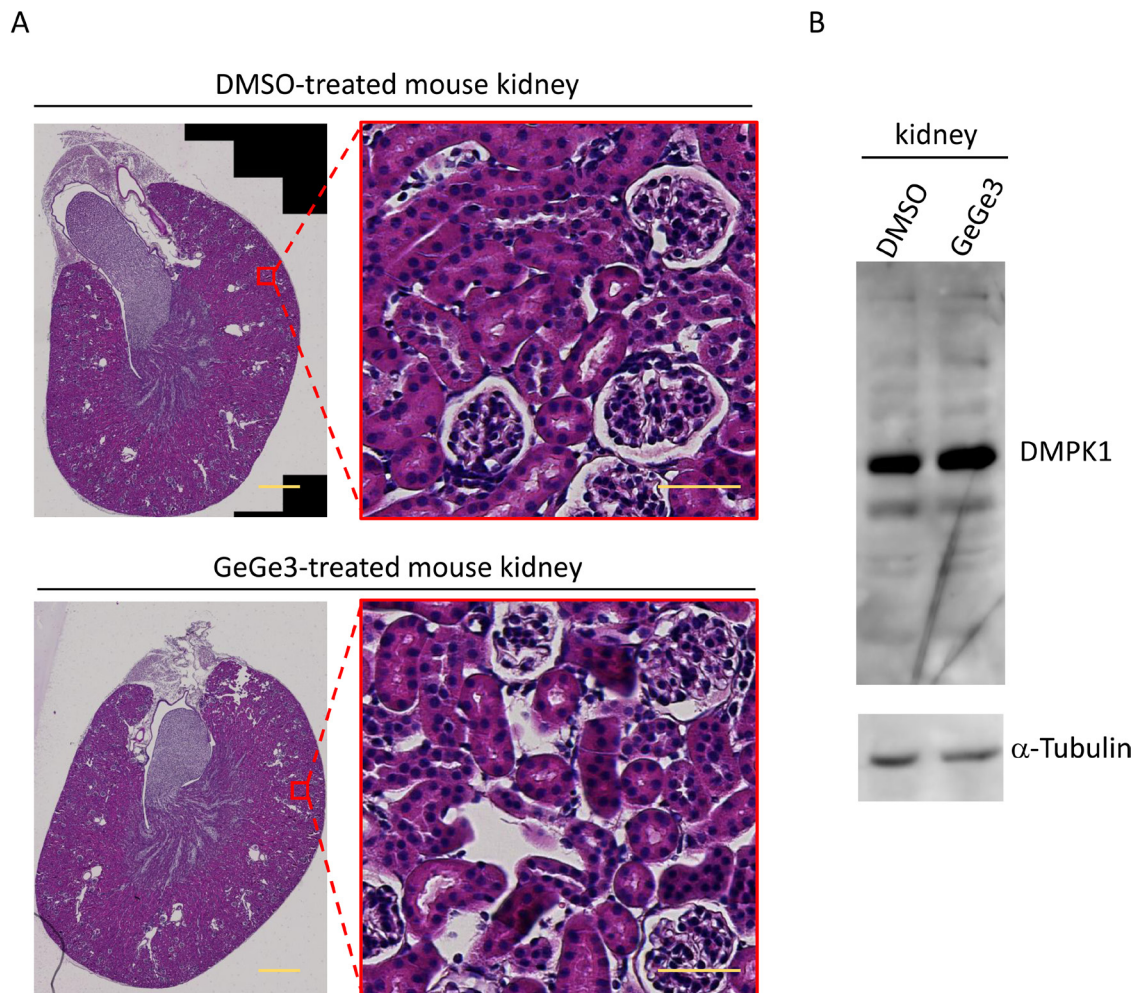 A
B
DMSO-treated mouse kidney
kidney
DMSO
GeGe3
DMPK1
GeGe3-treated mouse kidney
α-Tubulin